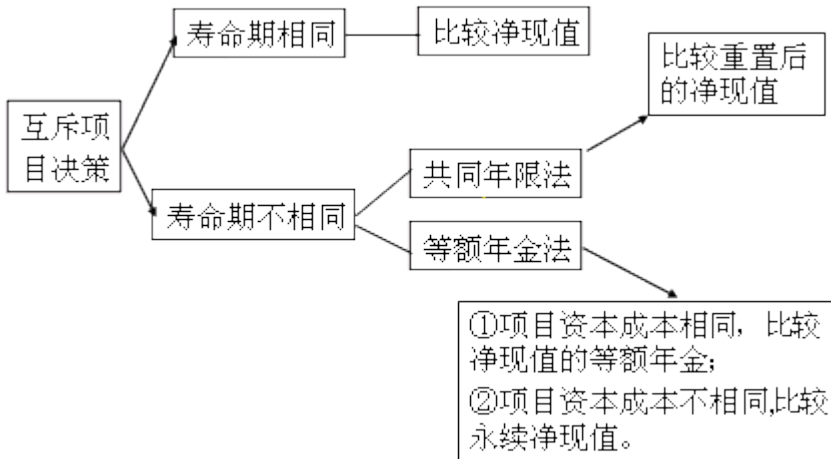 寿命期相同
比较净现值
比较重置后
的净现值
互斥项
目决策
共同年限法
寿命期不相同
等额年金法
①项目资本成本相同，比较
净现值的等额年金；
②项目资本成本不相同,比较
永续净现值。